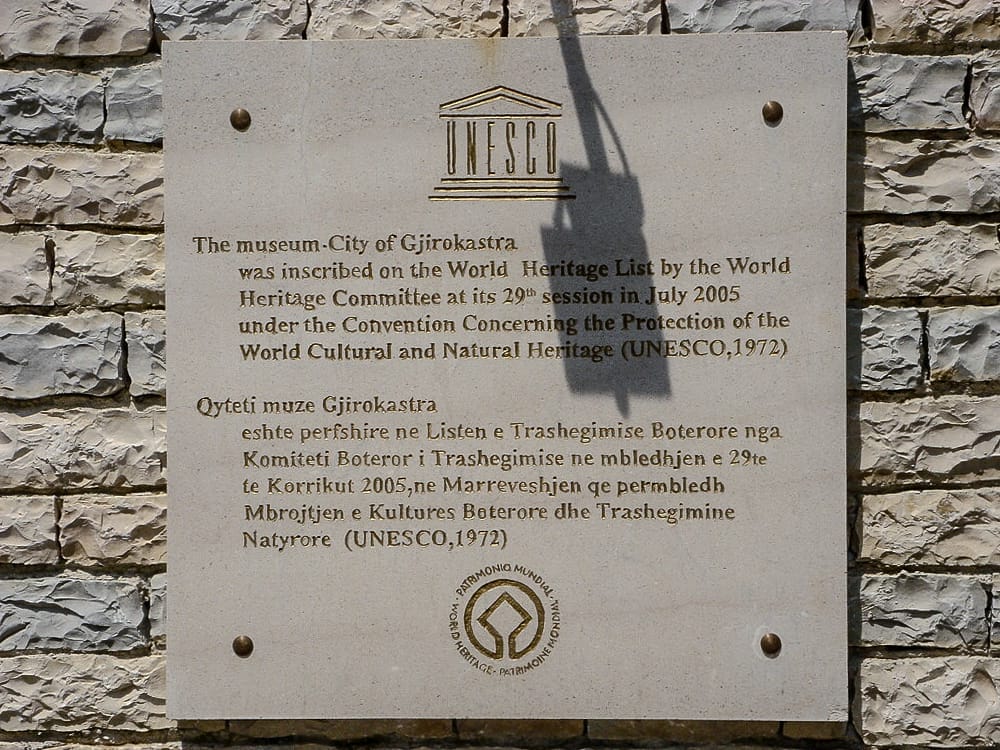 UNESCO
The museum-City of Gjirokastra
was inscribed on the World Heritage List by the World
Heritage Committee at its 29th session in July 2005
under the Convention Concerning the Protection of the
World Cultural and Natural Heritage (UNESCO,1972)
Qyteti muze Gjirokastra
eshte perfshire ne Listen e Trashegimise Boterore nga
Komiteti Boteror i Trashegimise ne mbledhjen e 29te
te Korrikut 2005,ne Marreveshjen qe permbledh
Mbrojtjen e Kultures Boterore dhe Trashegimine
Natyrore (UNESCO,1972)
WORLD HERITAGE · PATRIMOINE MONDIAL · PATRIMONIO MUNDIAL ·